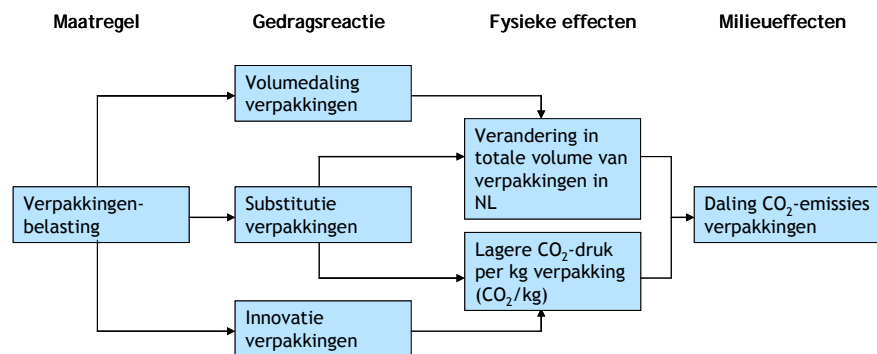 Maatregel Gedragsreactie Fysieke effecten Milieueffecten
Volumedaling
verpakkingen
Verandering in
totale volume van
verpakkingen in
NL
Verpakkingen-
belasting
Substitutie
verpakkingen
Daling CO₂-emissies
verpakkingen
Lagere CO₂-druk
per kg verpakking
(CO₂/kg)
Innovatie
verpakkingen